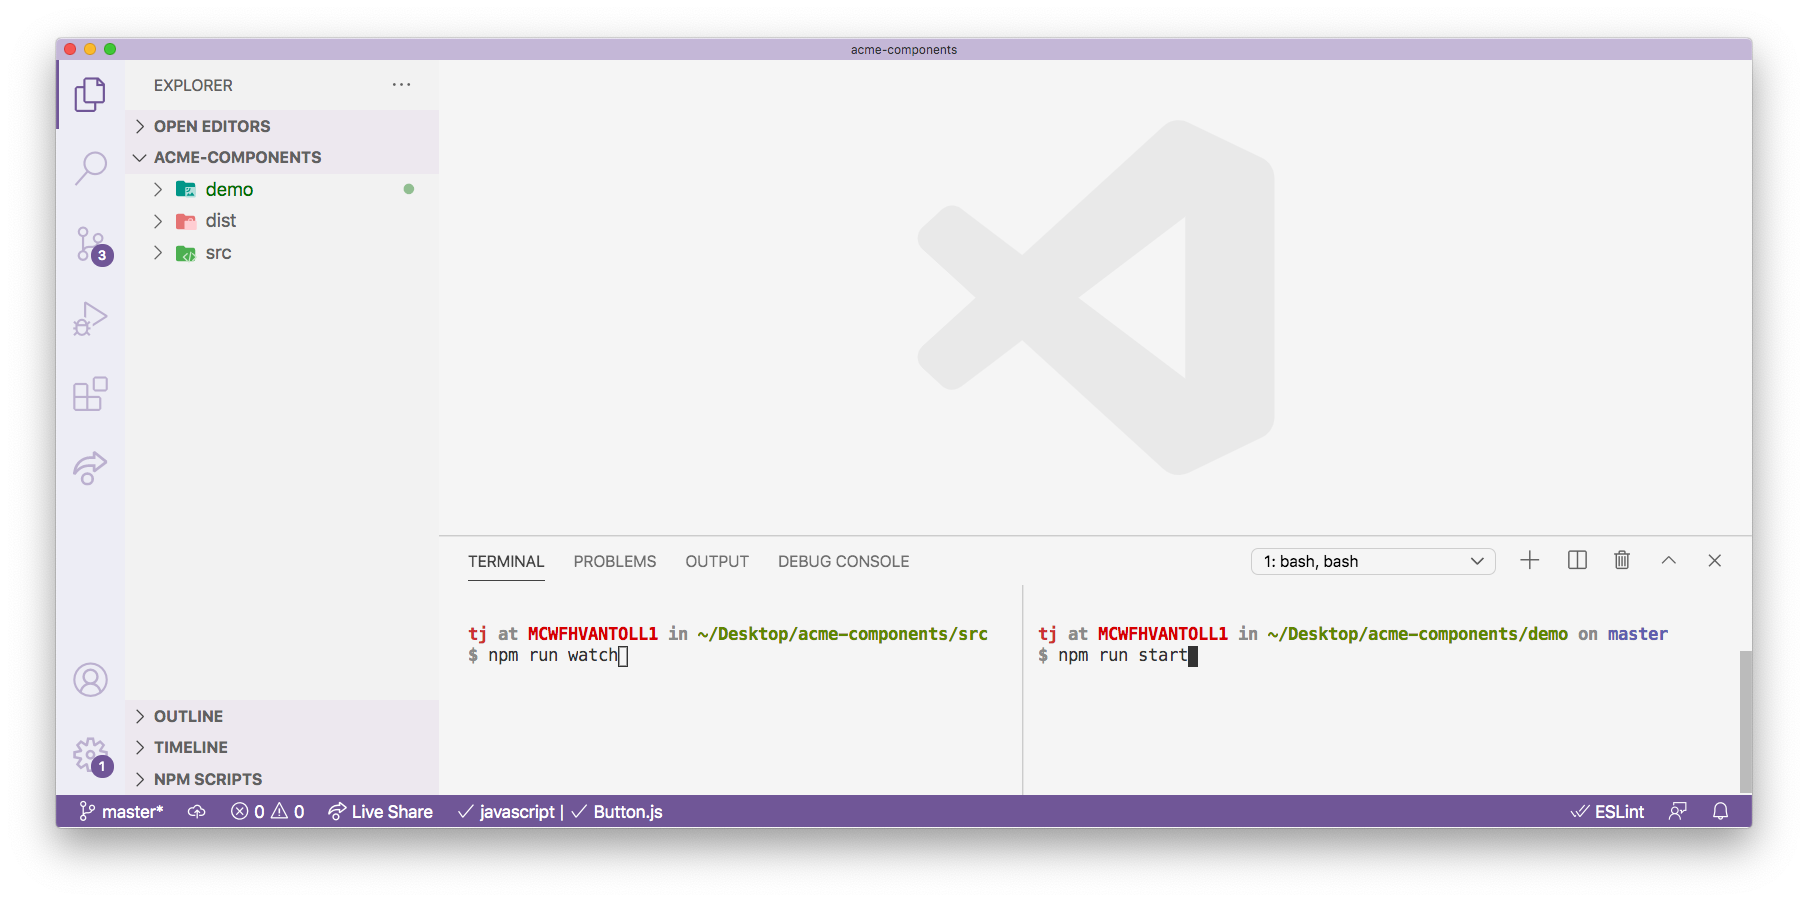 acme-components
EXPLORER
OPEN EDITORS
ACME-COMPONENTS
demo
dist
src
3
1
OUTLINE
TIMELINE
NPM SCRIPTS
TERMINAL PROBLEMS OUTPUT DEBUG CONSOLE 1: bash, bash
tj at MCWFHVANTOLL1 in ~/Desktop/acme-components/src
$ npm run watch
tj at MCWFHVANTOLL1 in ~/Desktop/acme-components/demo on master
$ npm run start
master* 0 0 Live Share javascript | Button.js ESLint